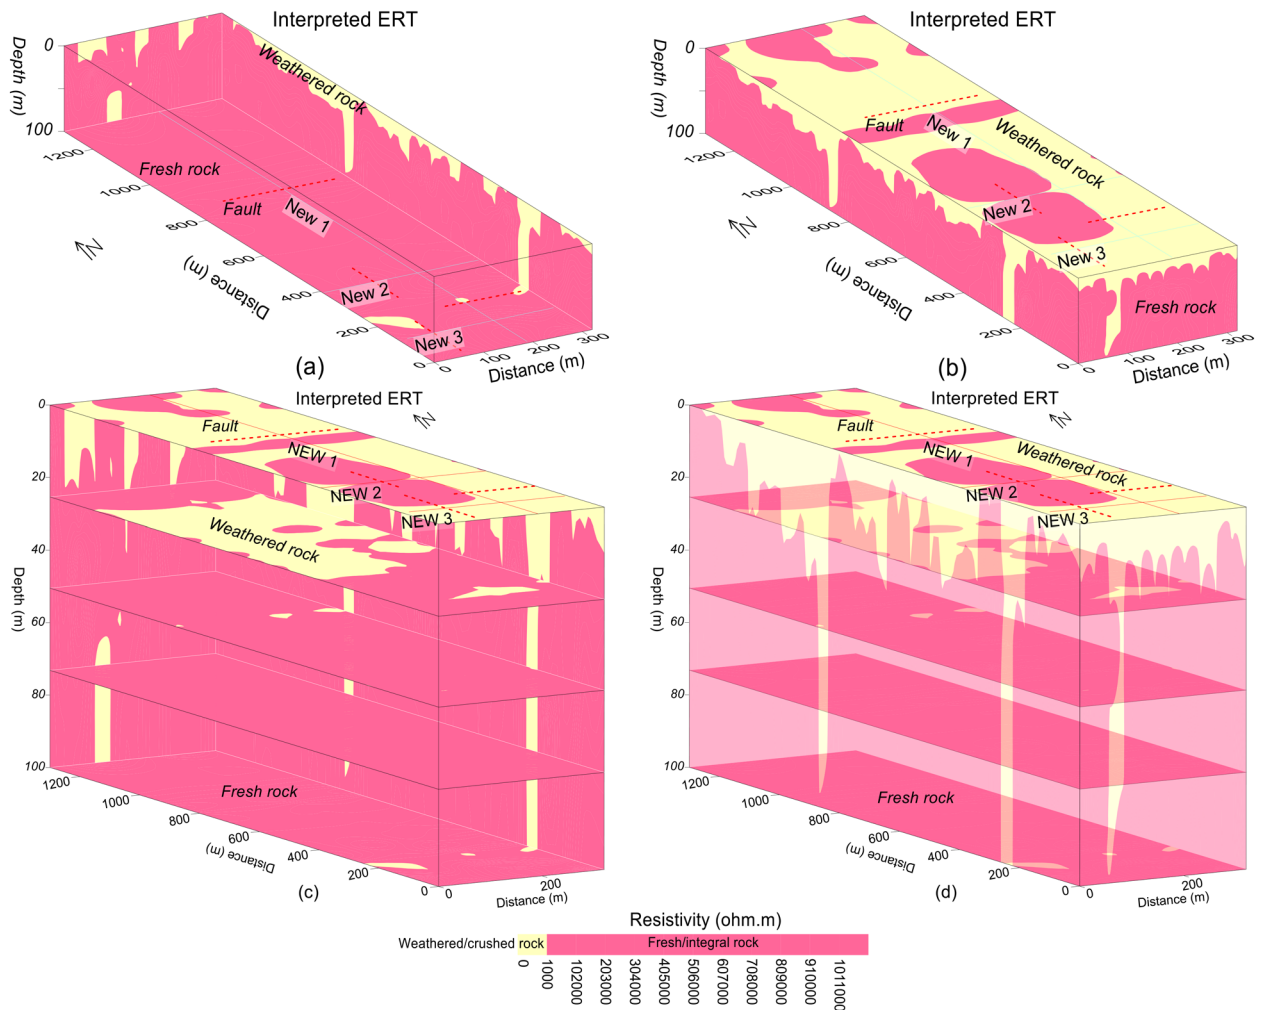 Interpreted ERT
Depth (m)
0
100
1200
1000
800
600
400
200
0
Distance (m)
0
100
200
300
Distance (m)
Weathered rock
Fresh rock
Fault
New 1
New 2
New 3
N
(a)
Interpreted ERT
Depth (m)
0
100
1200
1000
800
600
400
200
0
Distance (m)
0
100
200
300
Distance (m)
Weathered rock
Fault
New 1
New 2
New 3
Fresh rock
N
(b)
Interpreted ERT
N
Depth (m)
0
20
40
60
80
100
1200
1000
800
600
400
200
0
Distance (m)
0
200
Distance (m)
Fault
NEW 1
NEW 2
NEW 3
Weathered rock
Fresh rock
(c)
Interpreted ERT
N
Depth (m)
0
20
40
60
80
100
1200
1000
800
600
400
200
0
Distance (m)
0
200
Distance (m)
Fault
NEW 1
Weathered rock
NEW 2
NEW 3
Fresh rock
(d)
Resistivity (ohm.m)
Weathered/crushed rock
Fresh/integral rock
0
1000
102000
203000
304000
405000
506000
607000
708000
809000
910000
1011000